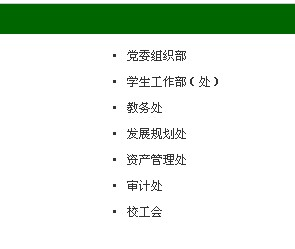 ▪ 党委组织部
▪ 学生工作部（处）
▪ 教务处
▪ 发展规划处
▪ 资产管理处
▪ 审计处
▪ 校工会